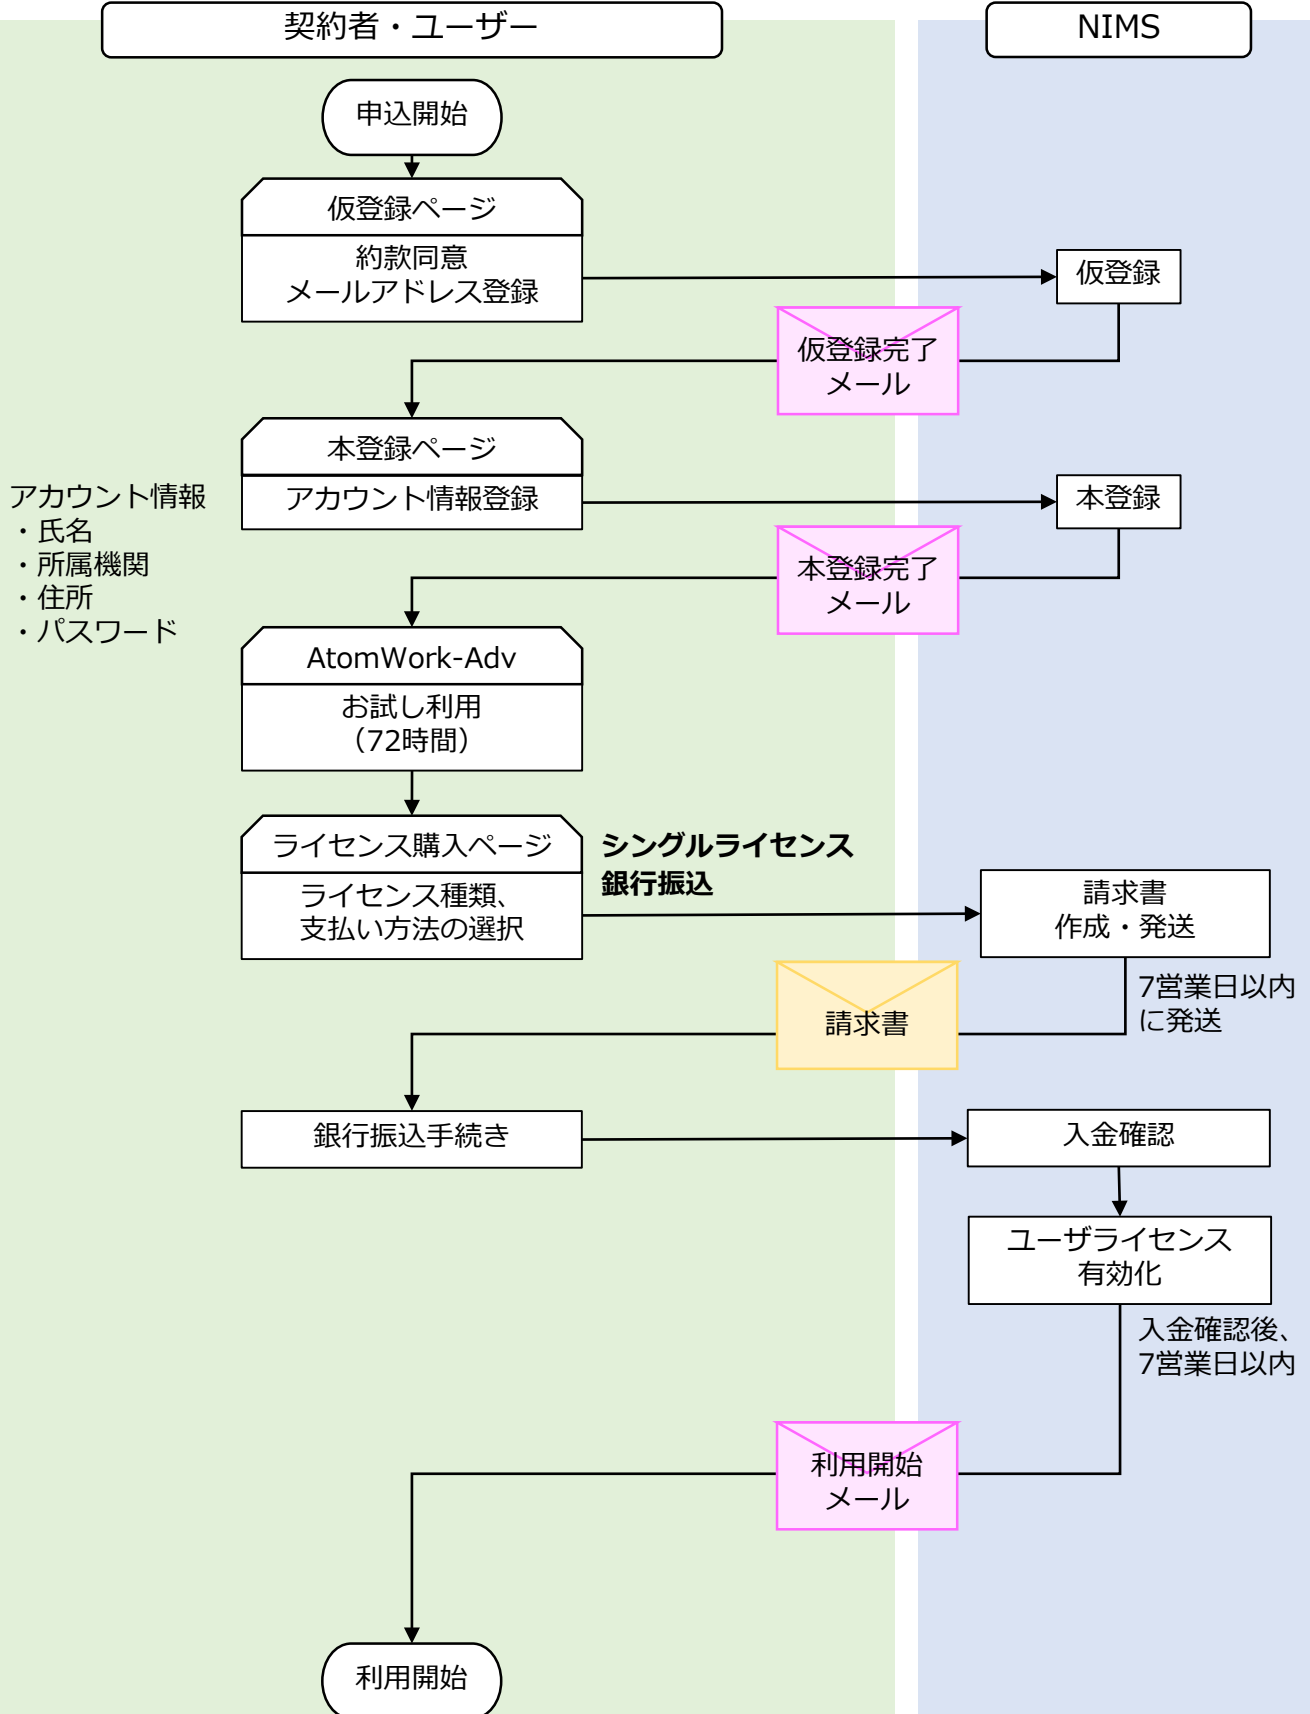 契約者・ユーザー
NIMS
申込開始
仮登録ページ
約款同意
メールアドレス登録
仮登録
仮登録完了
メール
本登録ページ
アカウント情報登録
本登録
アカウント情報
・氏名
・所属機関
・住所
・パスワード
本登録完了
メール
AtomWork-Adv
お試し利用
（72時間）
ライセンス購入ページ
ライセンス種類、
支払い方法の選択
シングルライセンス
銀行振込
請求書
作成・発送
7営業日以内
に発送
請求書
銀行振込手続き
入金確認
ユーザライセンス
有効化
入金確認後、
7営業日以内
利用開始
メール
利用開始